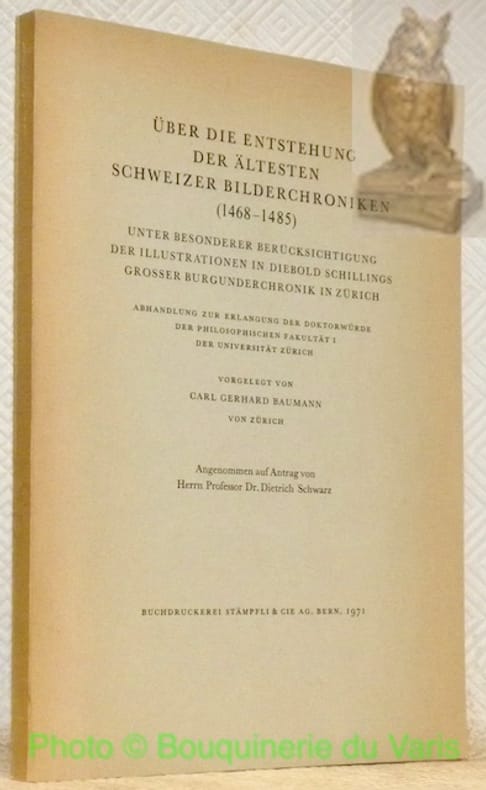 ÜBER DIE ENTSTEHUNG
DER ÄLTESTEN
SCHWEIZER BILDERCHRONIKEN
(1468–1485)
UNTER BESONDERER BERÜCKSICHTIGUNG
DER ILLUSTRATIONEN IN DIEBOLD SCHILLINGS
GROSSER BURGUNDERCHRONIK IN ZÜRICH
ABHANDLUNG ZUR ERLANGUNG DER DOKTORWÜRDE
DER PHILOSOPHISCHEN FAKULTÄT I
DER UNIVERSITÄT ZÜRICH
VORGELEGT VON
CARL GERHARD BAUMANN
VON ZÜRICH
Angenommen auf Antrag von
Herrn Professor Dr. Dietrich Schwarz
BUCHDRUCKEREI STÄMPFLI & CIE AG, BERN, 1971
Photo © Bouquinerie du Varis